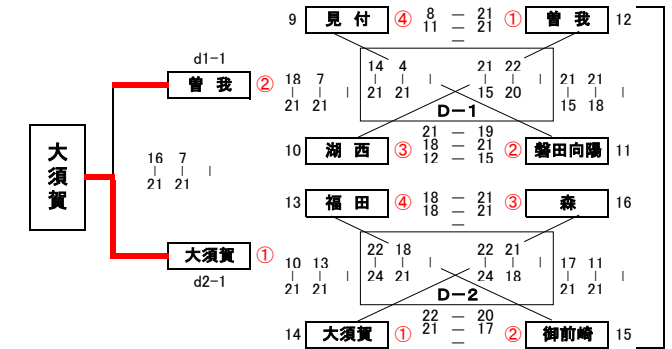 9 見付 ④ 8 — 21 ① 曽我 12
11 — 21
—
d1-1
曽我 ② 18 7
| | |
21 21
14 4
| | |
21 21
21 22
| | |
15 20
21 21
| | |
15 18
D－1
10 湖西 ③ 21 — 19 ② 磐田向陽 11
18 — 21
12 — 15
大須賀
16 7
| | |
21 21
13 福田 ④ 18 — 21 ③ 森 16
18 — 21
—
大須賀 ① 10 13
| | |
21 21
d2-1
22 18
| | |
24 21
22 21
| | |
24 18
17 11
| | |
21 21
D－2
14 大須賀 ① 22 — 20 ② 御前崎 15
21 — 17
—